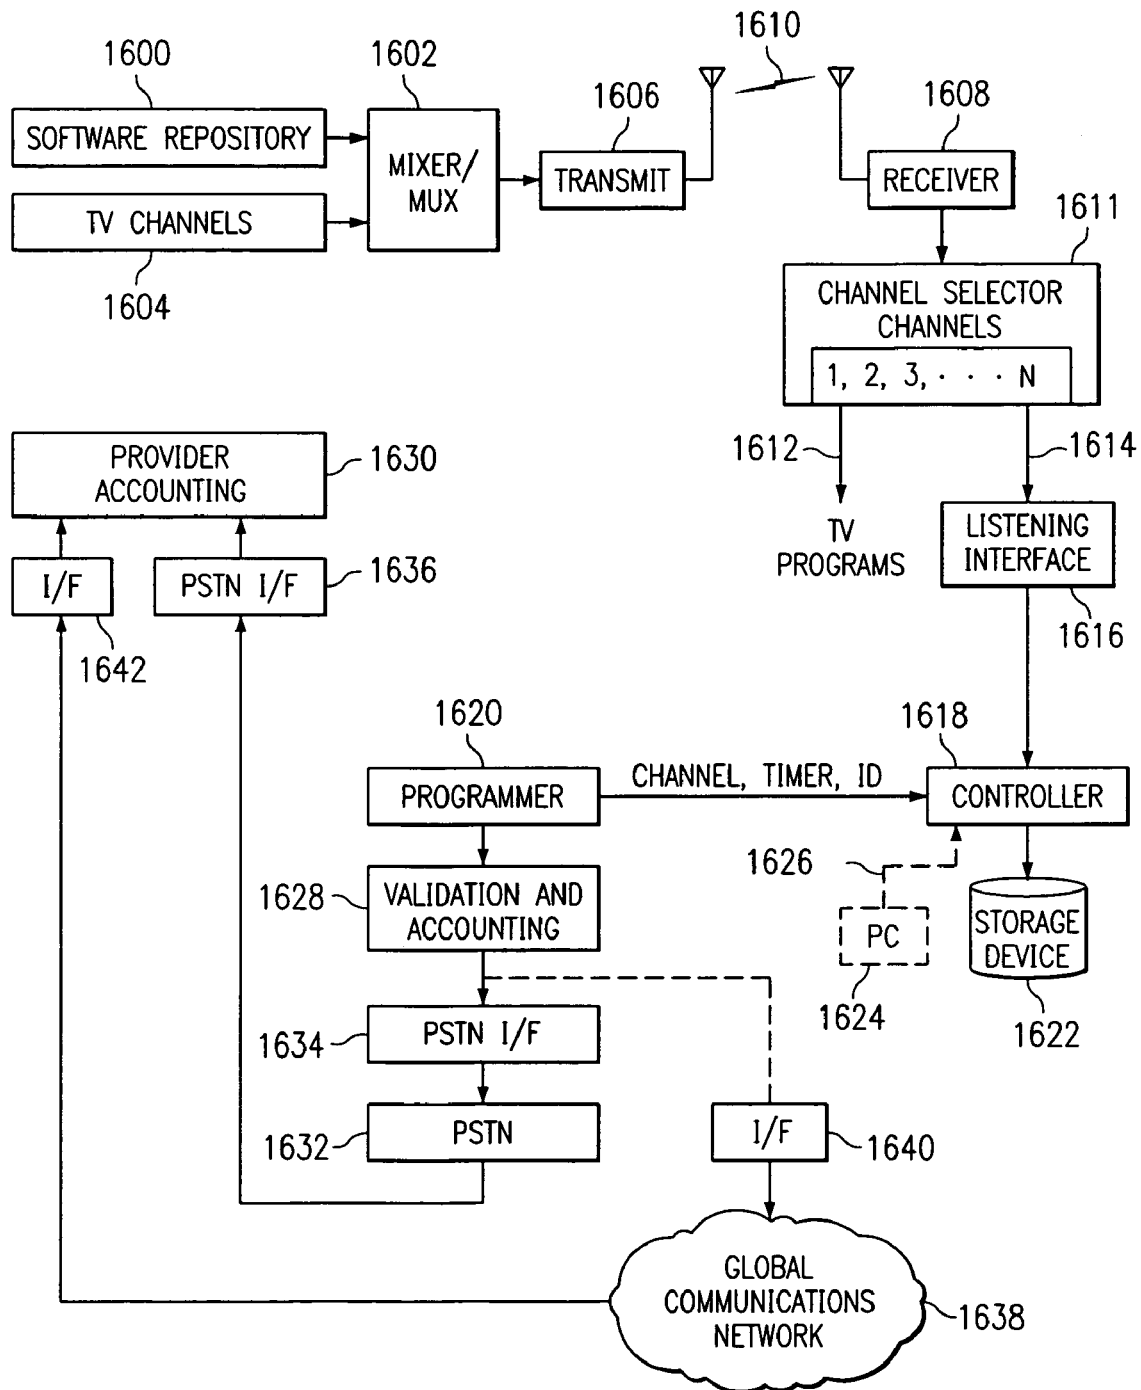 1600
1602
1610
1606
1608
SOFTWARE REPOSITORY
MIXER/
MUX
TRANSMIT
RECEIVER
TV CHANNELS
1604
1611
CHANNEL SELECTOR
CHANNELS
1, 2, 3, · · · N
1612
1614
PROVIDER
ACCOUNTING
1630
TV
PROGRAMS
LISTENING
INTERFACE
I/F
PSTN I/F
1636
1642
1616
1620
1618
PROGRAMMER
CHANNEL, TIMER, ID
CONTROLLER
1626
1628
VALIDATION AND
ACCOUNTING
PC
STORAGE
DEVICE
1624
1622
1634
PSTN I/F
1632
PSTN
I/F
1640
GLOBAL
COMMUNICATIONS
NETWORK
1638